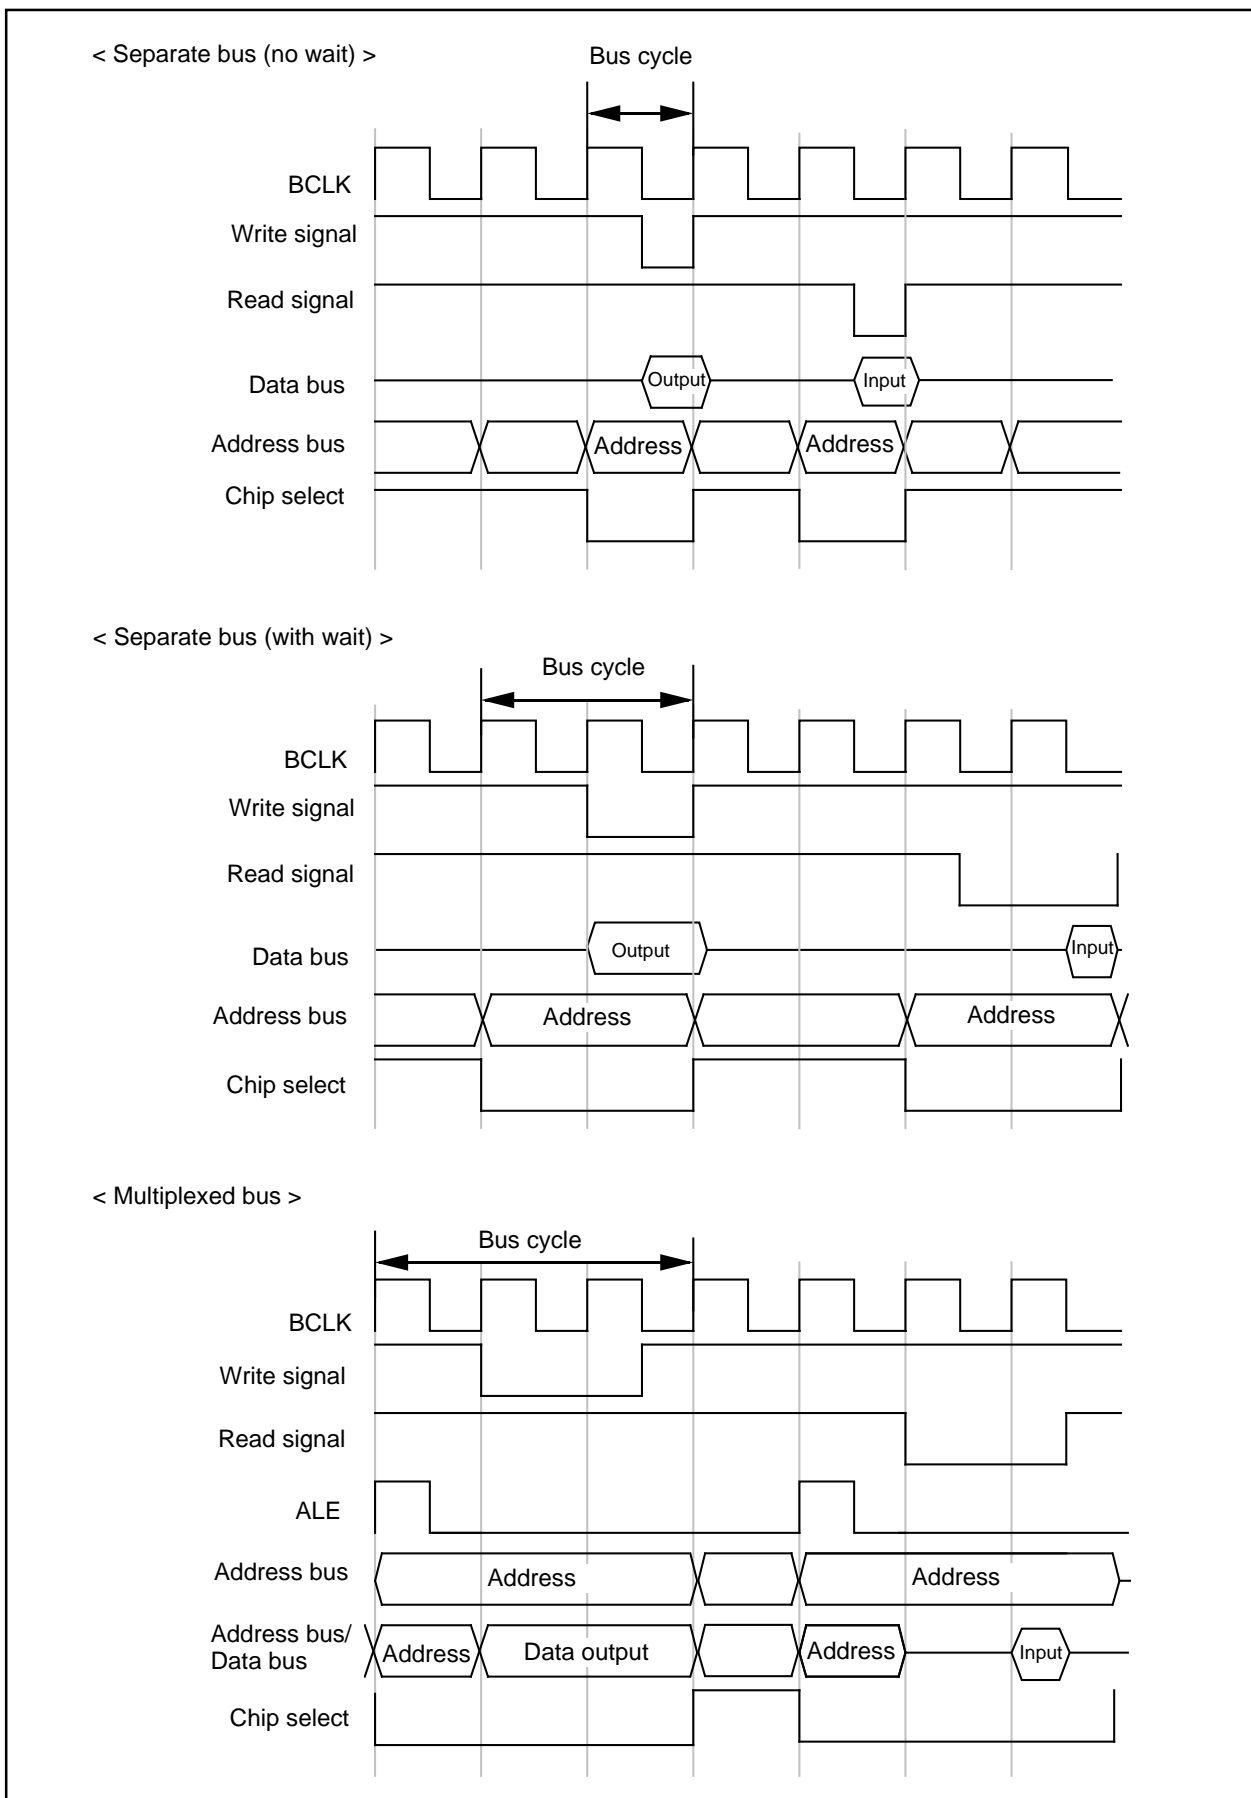 < Separate bus (no wait) >
Bus cycle
BCLK
Write signal
Read signal
Data bus
Output
Input
Address bus
Address
Address
Chip select
< Separate bus (with wait) >
Bus cycle
BCLK
Write signal
Read signal
Data bus
Output
Input
Address bus
Address
Address
Chip select
< Multiplexed bus >
Bus cycle
BCLK
Write signal
Read signal
ALE
Address bus
Address
Address
Address bus/
Data bus
Address
Data output
Address
Input
Chip select